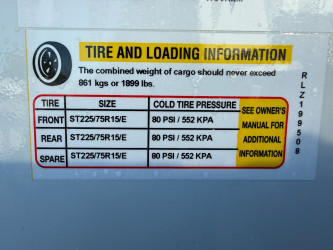 TIRE AND LOADING INFORMATION
The combined weight of cargo should never exceed
861 kgs or 1899 lbs.
TIRE SIZE COLD TIRE PRESSURE
FRONT ST225/75R15/E 80 PSI / 552 KPA
REAR ST225/75R15/E 80 PSI / 552 KPA
SPARE ST225/75R15/E 80 PSI / 552 KPA
SEE OWNER'S
MANUAL FOR
ADDITIONAL
INFORMATION
RLZ199508